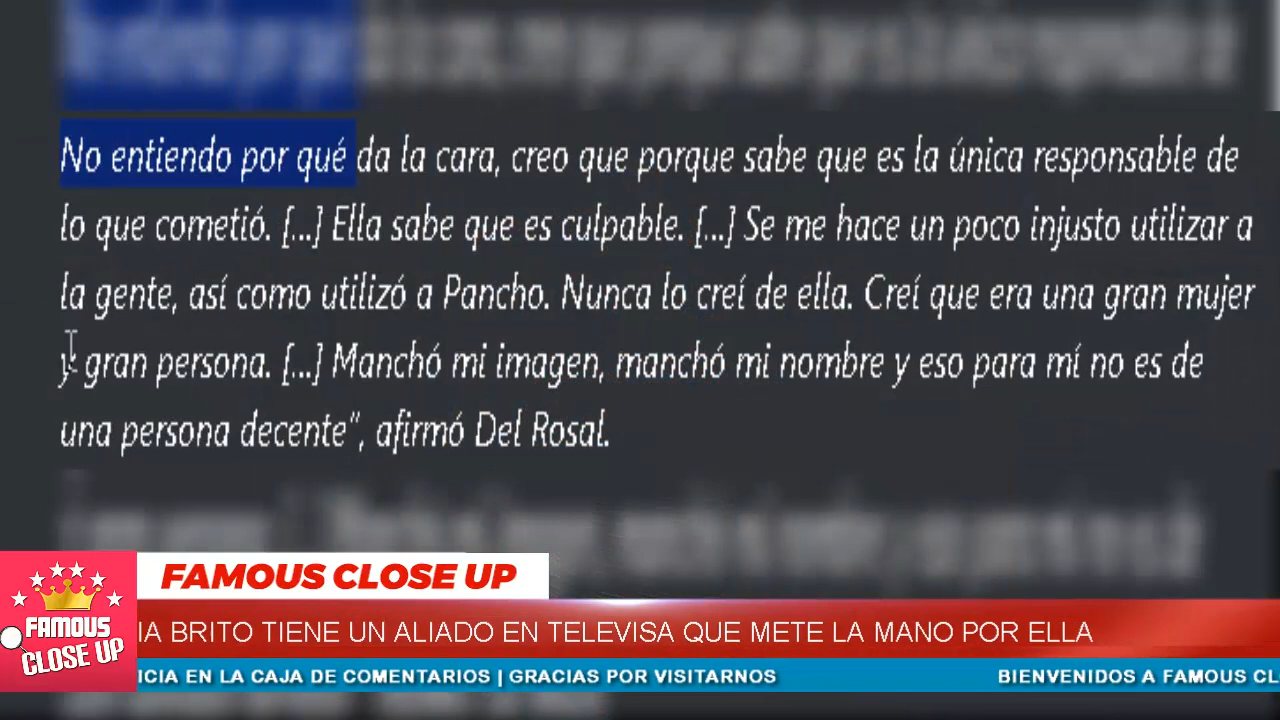 No entiendo por qué da la cara, creo que porque sabe que es la única responsable de
lo que cometió. [...] Ella sabe que es culpable. [...] Se me hace un poco injusto utilizar a
la gente, así como utilizó a Pancho. Nunca lo creí de ella. Creí que era una gran mujer
y gran persona. [...] Manchó mi imagen, manchó mi nombre y eso para mí no es de
una persona decente”, afirmó Del Rosal.
FAMOUS CLOSE UP
FAMOUS
CLOSE UP
IA BRITO TIENE UN ALIADO EN TELEVISA QUE METE LA MANO POR ELLA
ICIA EN LA CAJA DE COMENTARIOS | GRACIAS POR VISITARNOS
BIENVENIDOS A FAMOUS CL